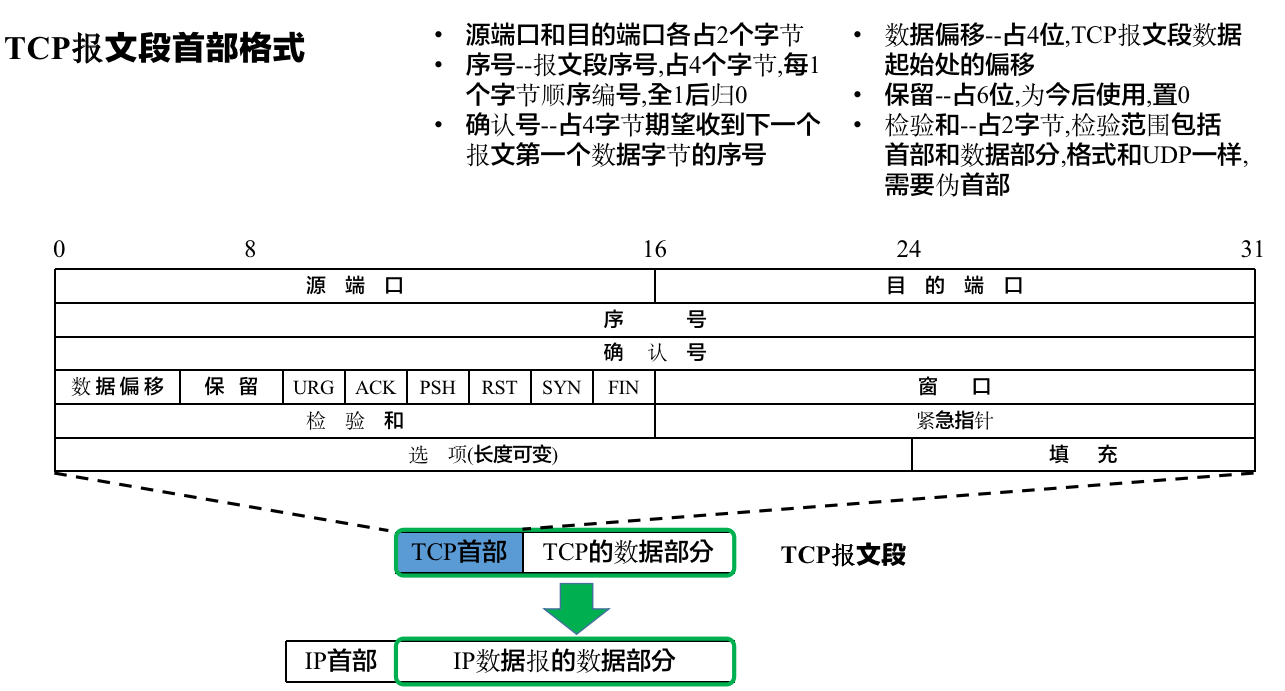 TCP报文段首部格式
• 源端口和目的端口各占2个字节
• 序号--报文段序号,占4个字节,每1
个字节顺序编号,全1后归0
• 确认号--占4字节期望收到下一个
报文第一个数据字节的序号
• 数据偏移--占4位,TCP报文段数据
起始处的偏移
• 保留--占6位,为今后使用,置0
• 检验和--占2字节,检验范围包括
首部和数据部分,格式和UDP一样,
需要伪首部
0 8 16 24 31
源 端 口 目 的 端 口
序 号
确 认 号
数据偏移 保 留 URG ACK PSH RST SYN FIN 窗 口
检 验 和 紧急指针
选 项(长度可变) 填 充
TCP首部 TCP的数据部分 TCP报文段
IP首部 IP数据报的数据部分